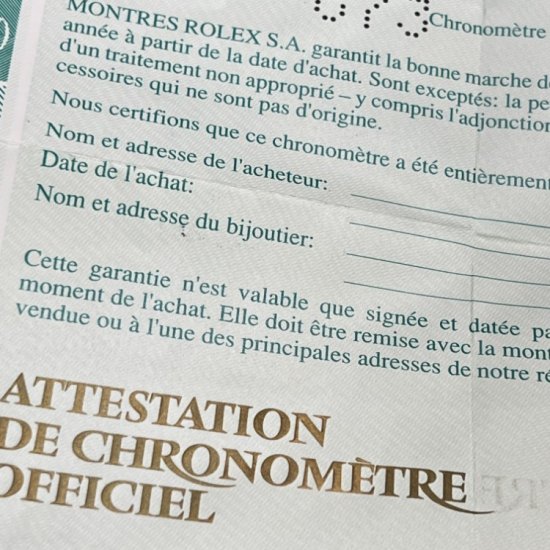 Chronomètre
MONTRES ROLEX S.A. garantit la bonne marche d
année à partir de la date d'achat. Sont exceptés: la pe
d'un traitement non approprié – y compris l'adjonction
cessoires qui ne sont pas d'origine.
Nous certifions que ce chronomètre a été entièrement
Nom et adresse de l'acheteur:
Date de l'achat:
Nom et adresse du bijoutier:
Cette garantie n'est valable que signée et datée pa
moment de l'achat. Elle doit être remise avec la mont
vendue ou à l'une des principales adresses de notre ré
ATTESTATION
DE CHRONOMÈTRE
OFFICIEL